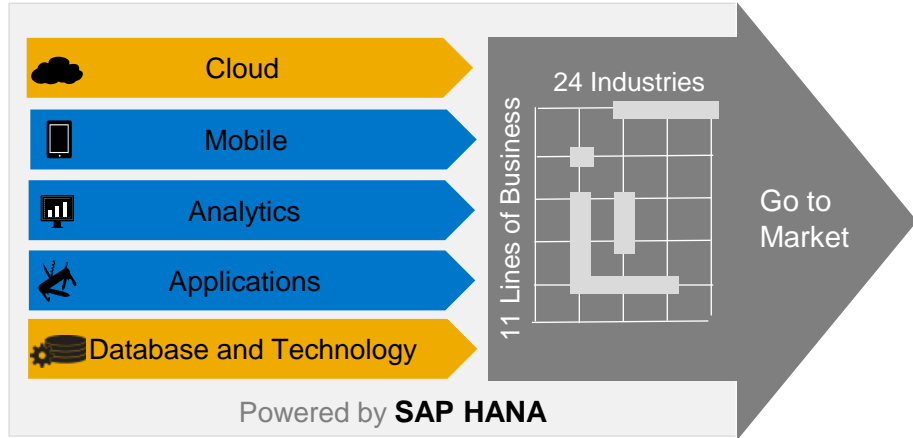 Cloud
Mobile
Analytics
Applications
Database and Technology
24 Industries
11 Lines of Business
Go to
Market
Powered by SAP HANA